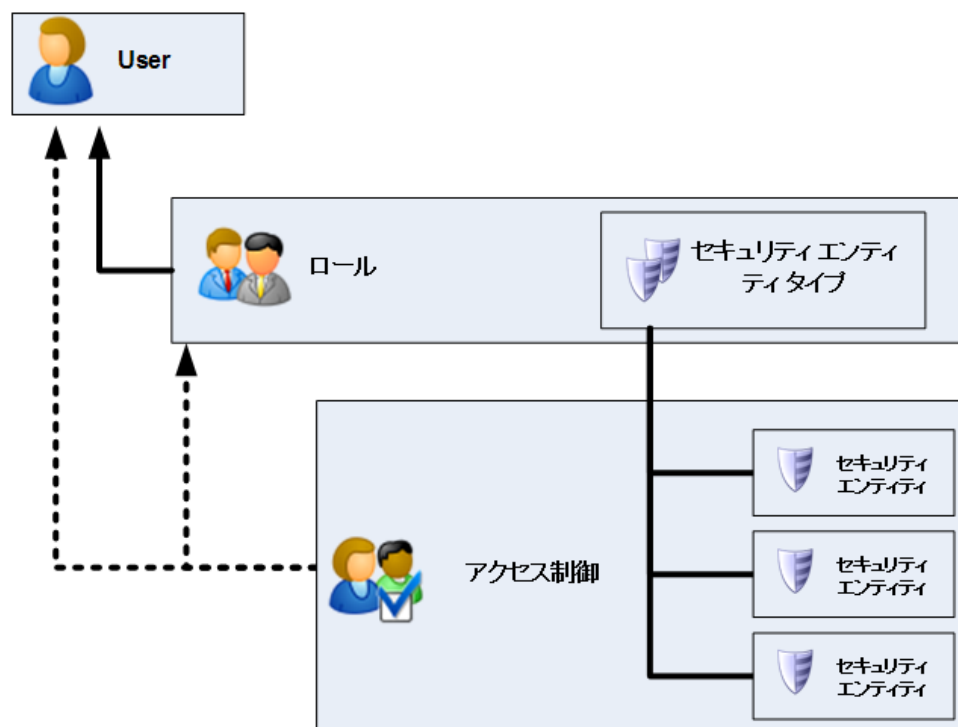 User
ロール
セキュリティ エンティ
ティ タイプ
セキュリティ
エンティティ
アクセス制御
セキュリティ
エンティティ
セキュリティ
エンティティ